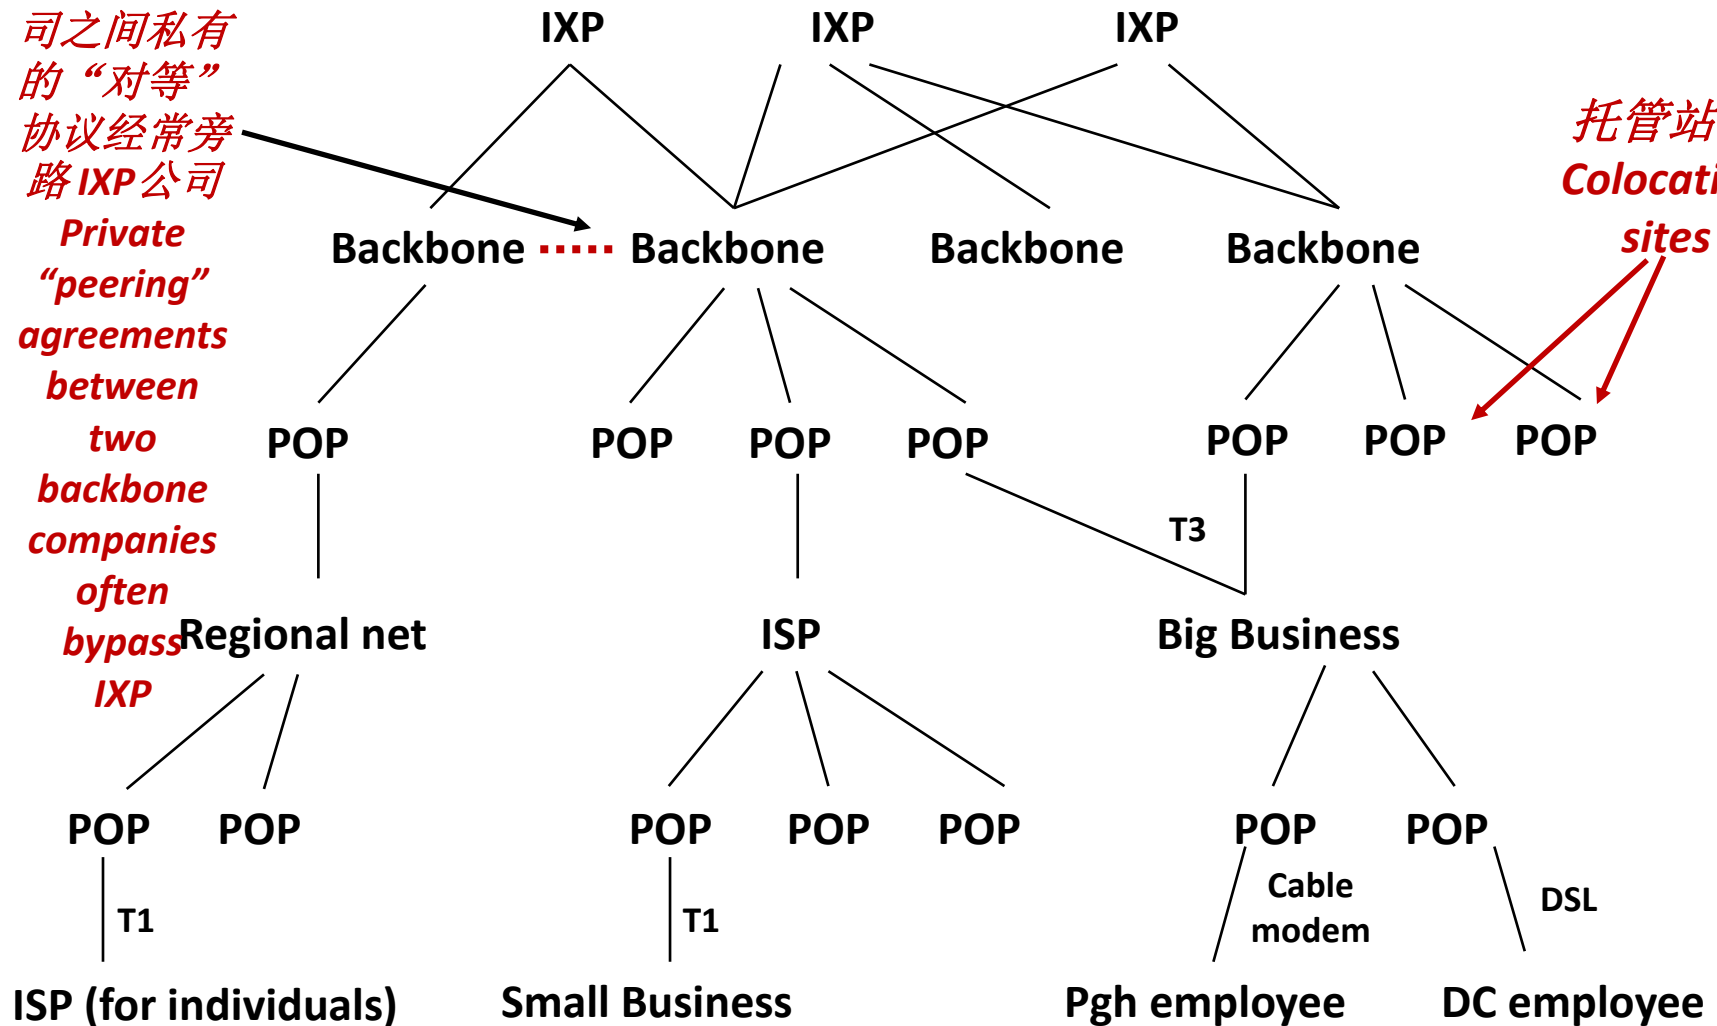 司之间私有
的“对等”
协议经常旁
路IXP公司
Private
“peering”
agreements
between
two
backbone
companies
often
bypass
IXP
IXP IXP IXP
托管站
Colocati
sites
Backbone Backbone Backbone Backbone
POP POP POP POP POP POP POP
T3
Regional net ISP Big Business
POP POP POP POP POP POP POP
T1 T1 Cable
modem
DSL
ISP (for individuals) Small Business Pgh employee DC employee